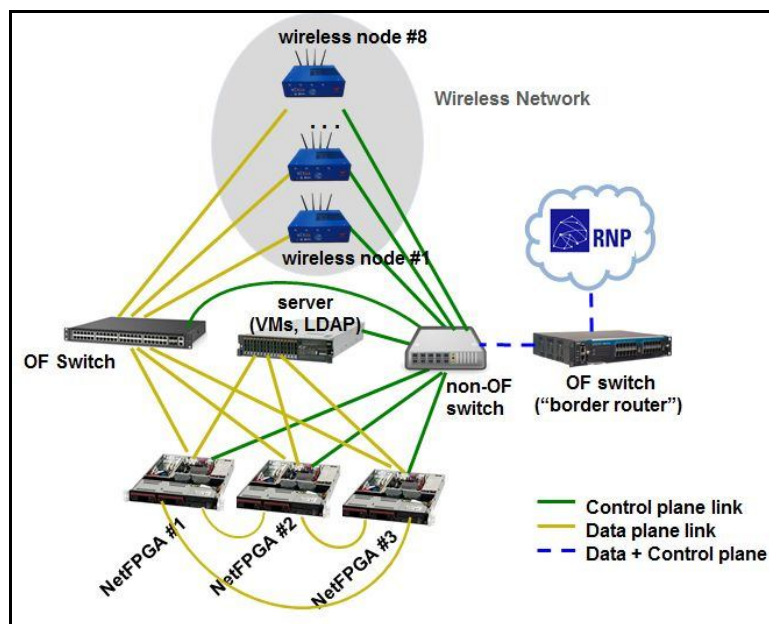 wireless node #8
Wireless Network
...
wireless node #1
RNP
server
(VMs, LDAP)
OF Switch
non-OF
switch
OF switch
(“border router”)
NetFPGA #1
NetFPGA #2
NetFPGA #3
Control plane link
Data plane link
Data + Control plane